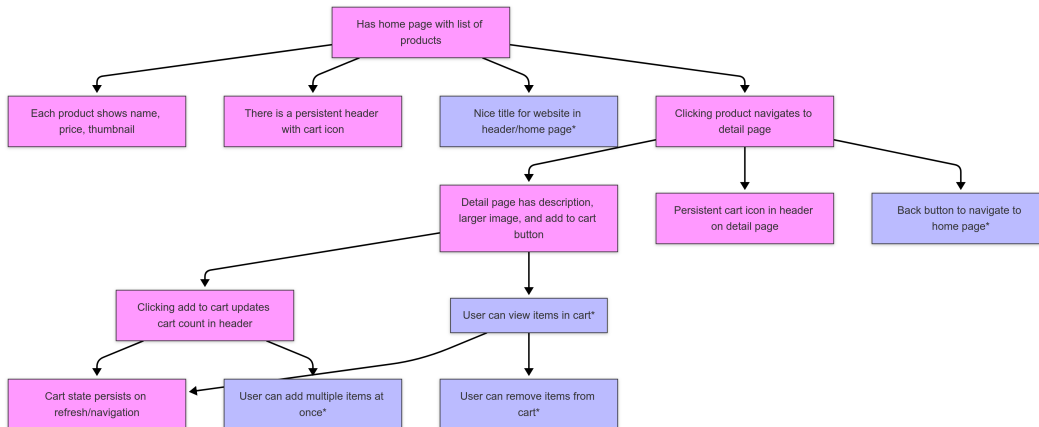 Has home page with list of
products
Each product shows name,
price, thumbnail
There is a persistent header
with cart icon
Nice title for website in
header/home page*
Clicking product navigates to
detail page
Detail page has description,
larger image, and add to cart
button
Persistent cart icon in header
on detail page
Back button to navigate to
home page*
Clicking add to cart updates
cart count in header
User can view items in cart*
Cart state persists on
refresh/navigation
User can add multiple items at
once*
User can remove items from
cart*